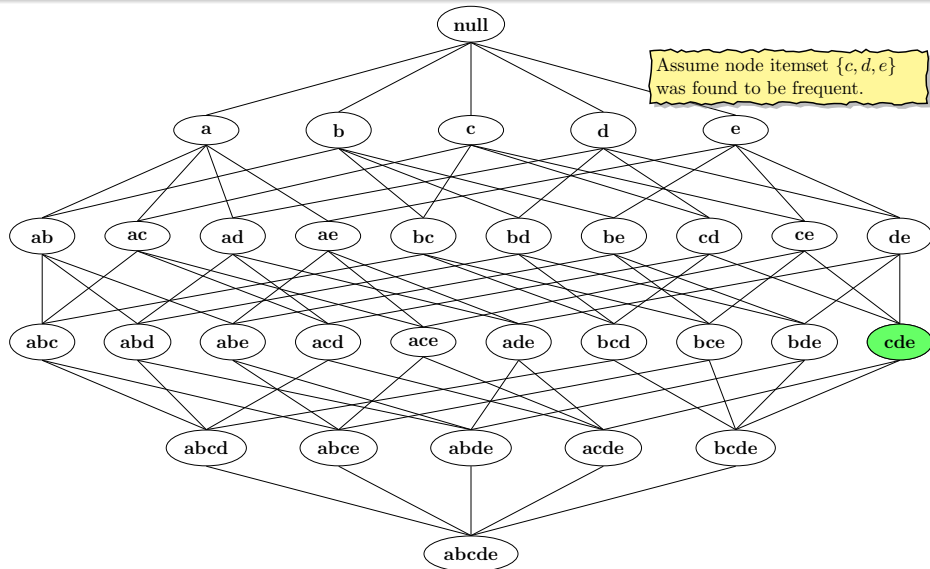 null
Assume node itemset {c, d, e}
was found to be frequent.
a b c d e
ab ac ad ae bc bd be cd ce de
abc abd abe acd ace ade bcd bce bde cde
abcd abce abde acde bcde
abcde